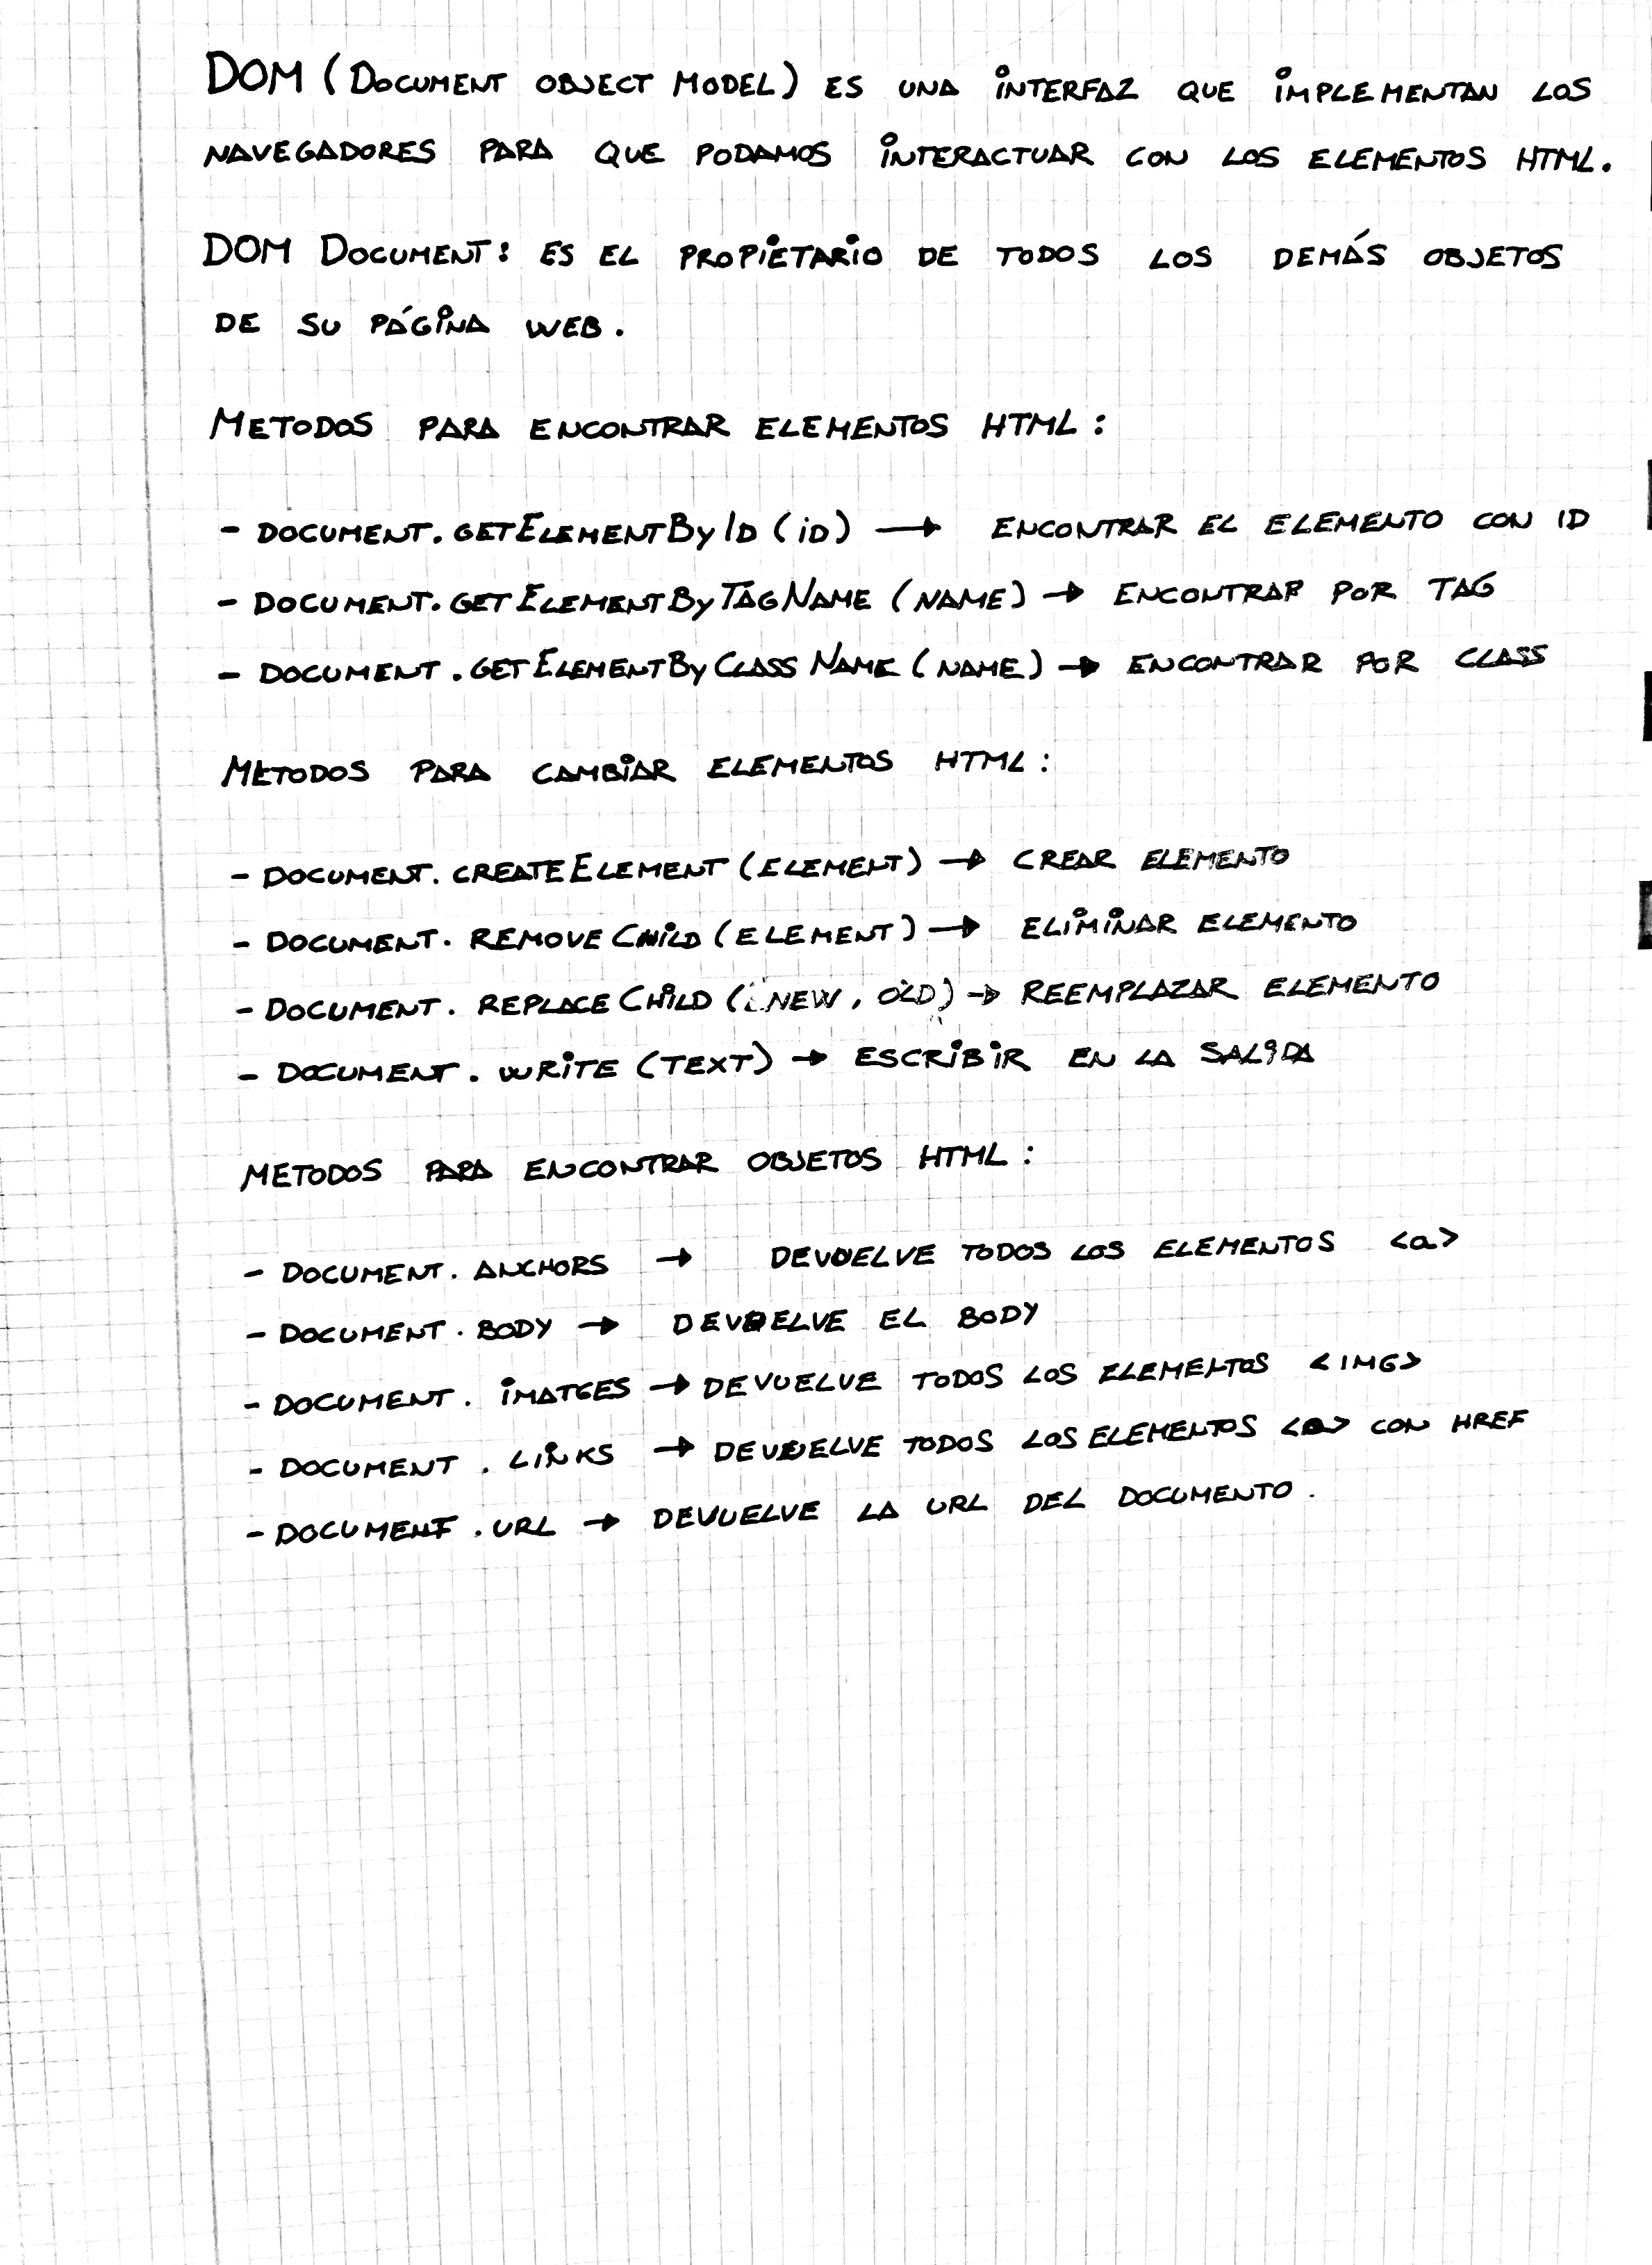 DOM (DOCUMENT OBJECT MODEL) ES UNA INTERFAZ QUE IMPLEMENTAN LOS
NAVEGADORES PARA QUE PODAMOS INTERACTUAR CON LOS ELEMENTOS HTML.
DOM DOCUMENT: ES EL PROPIETARIO DE TODOS LOS DEMÁS OBJETOS
DE SU PÁGINA WEB.
METODOS PARA ENCONTRAR ELEMENTOS HTML:
- DOCUMENT.GETELEMENTBYID (ID) → ENCONTRAR EL ELEMENTO CON ID
- DOCUMENT.GETELEMENTBYTAGNAME (NAME) → ENCONTRAR POR TAG
- DOCUMENT.GETELEMENTBYCLASSNAME (NAME) → ENCONTRAR POR CLASS
METODOS PARA CAMBIAR ELEMENTOS HTML:
- DOCUMENT.CREATEELEMENT (ELEMENT) → CREAR ELEMENTO
- DOCUMENT.REMOVECHILD (ELEMENT) → ELIMINAR ELEMENTO
- DOCUMENT.REPLACECHILD (NEW, OLD) → REEMPLAZAR ELEMENTO
- DOCUMENT.WRITE (TEXT) → ESCRIBIR EN LA SALIDA
METODOS PARA ENCONTRAR OBJETOS HTML:
- DOCUMENT.ANCHORS → DEVUELVE TODOS LOS ELEMENTOS <a>
- DOCUMENT.BODY → DEVUELVE EL BODY
- DOCUMENT.IMATGES → DEVUELVE TODOS LOS ELEMENTOS <IMG>
- DOCUMENT.LINKS → DEVUELVE TODOS LOS ELEMENTOS <a> CON HREF
- DOCUMENT.URL → DEVUELVE LA URL DEL DOCUMENTO.